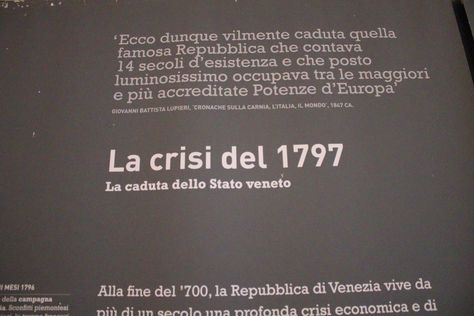 'Ecco dunque vilmente caduta quella
famosa Repubblica che contava
14 secoli d'esistenza e che posto
luminosissimo occupava tra le maggiori
e più accreditate Potenze d'Europa'
GIOVANNI BATTISTA LUPIERI, 'CRONACHE SULLA CARNIA, L'ITALIA, IL MONDO', 1847 CA.
La crisi del 1797
La caduta dello Stato veneto
MESI 1796
della campagna
Sconfitti piemontesi
Alla fine del '700, la Repubblica di Venezia vive da
più di un secolo una profonda crisi economica e di